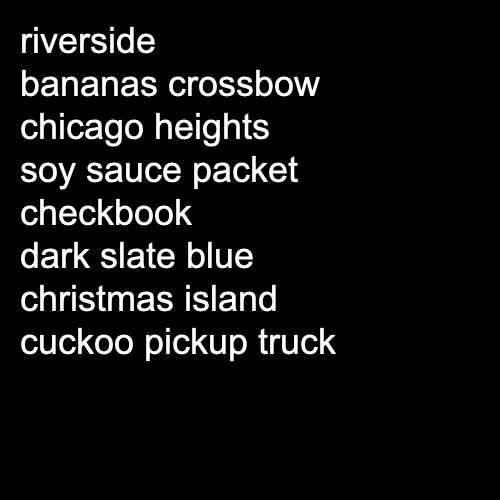 riverside
bananas crossbow
chicago heights
soy sauce packet
checkbook
dark slate blue
christmas island
cuckoo pickup truck